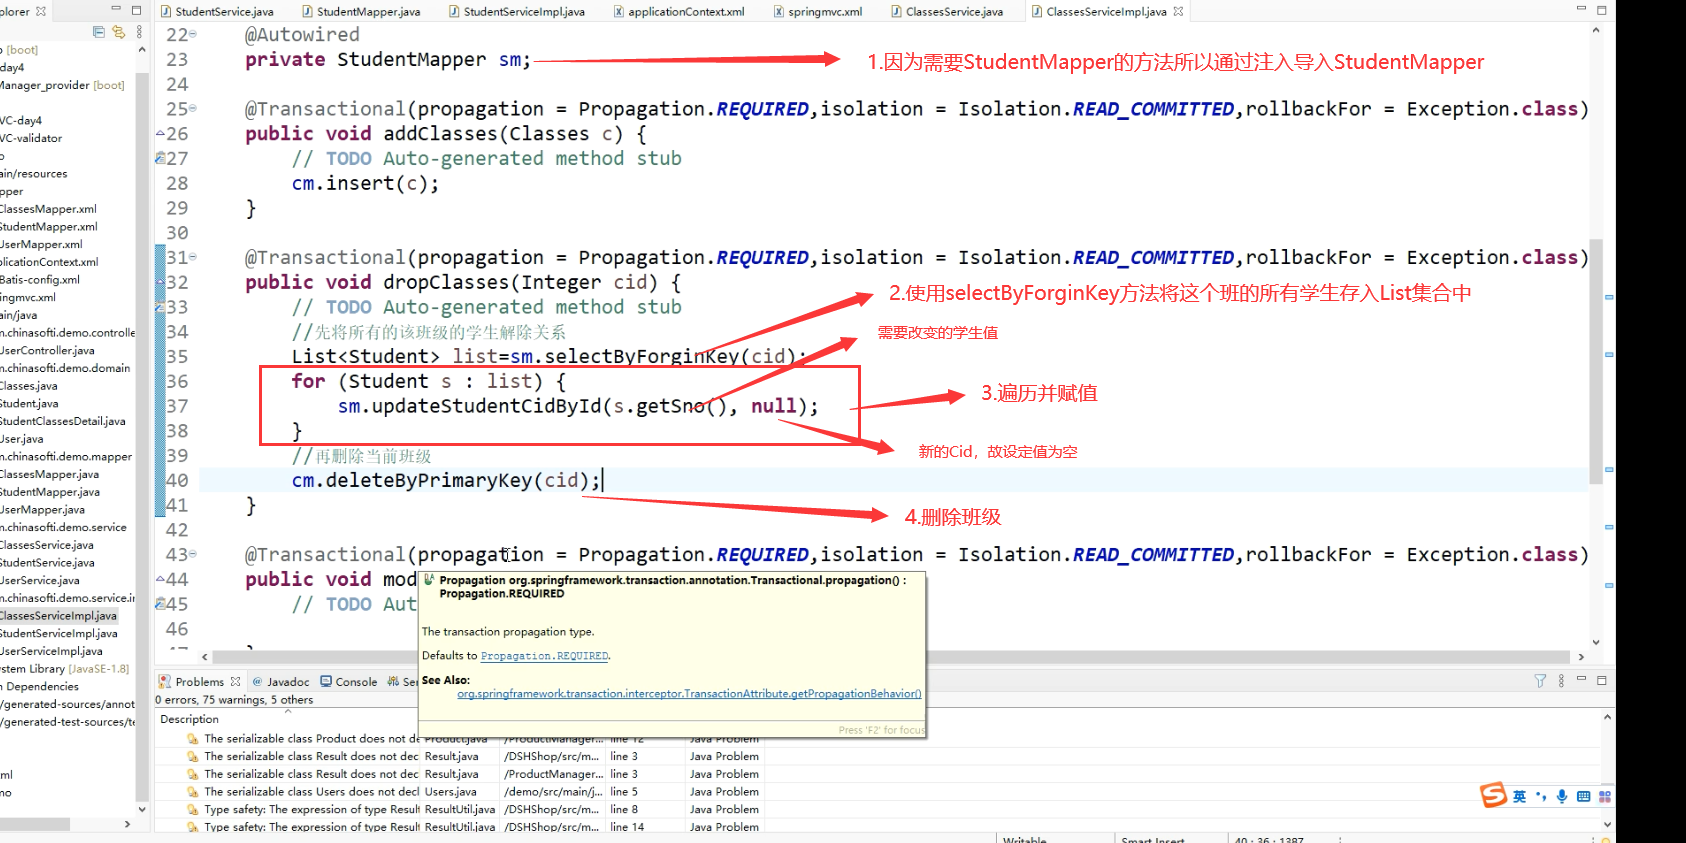 plorer
StudentService.java
StudentMapper.java
StudentServiceImpl.java
applicationContext.xml
springmvc.xml
ClassesService.java
ClassesServiceImpl.java
[boot]
day4
Manager_provider [boot]
VC-day4
VC-validator
o
ain/resources
pper
ClassesMapper.xml
StudentMapper.xml
UserMapper.xml
plicationContext.xml
Batis-config.xml
ingmvc.xml
ain/java
m.chinasofti.demo.controlle
UserController.java
m.chinasofti.demo.domain
Classes.java
Student.java
StudentClassesDetail.java
User.java
m.chinasofti.demo.mapper
ClassesMapper.java
StudentMapper.java
UserMapper.java
m.chinasofti.demo.service
ClassesService.java
StudentService.java
UserService.java
m.chinasofti.demo.service.ir
ClassesServiceImpl.java
StudentServiceImpl.java
UserServiceImpl.java
stem Library [JavaSE-1.8]
n Dependencies
/generated-sources/annot
/generated-test-sources/te
ml
mo
22 @Autowired
23 private StudentMapper sm;
1.因为需要StudentMapper的方法所以通过注入导入StudentMapper
24
25 @Transactional(propagation = Propagation.REQUIRED,isolation = Isolation.READ_COMMITTED,rollbackFor = Exception.class)
26 public void addClasses(Classes c) {
27 // TODO Auto-generated method stub
28 cm.insert(c);
29 }
30
31 @Transactional(propagation = Propagation.REQUIRED,isolation = Isolation.READ_COMMITTED,rollbackFor = Exception.class)
32 public void dropClasses(Integer cid) {
2.使用selectByForginKey方法将这个班的所有学生存入List集合中
33 // TODO Auto-generated method stub
34 //先将所有的该班级的学生解除关系
需要改变的学生值
35 List<Student> list=sm.selectByForginKey(cid);
36 for (Student s : list) {
3.遍历并赋值
37 sm.updateStudentCidById(s.getSno(), null);
38 }
新的Cid，故设定值为空
39 //再删除当前班级
40 cm.deleteByPrimaryKey(cid);
41 }
4.删除班级
42
43 @Transactional(propagation = Propagation.REQUIRED,isolation = Isolation.READ_COMMITTED,rollbackFor = Exception.class)
44 public void mod
45 // TODO Aut
46
Propagation org.springframework.transaction.annotation.Transactional.propagation() :
Propagation.REQUIRED
The transaction propagation type.
Defaults to Propagation.REQUIRED.
See Also:
org.springframework.transaction.interceptor.TransactionAttribute.getPropagationBehavior()
Press 'F2' for focus
Problems
@ Javadoc
Console
Ser
0 errors, 75 warnings, 5 others
Description
The serializable class Product does not de Product.java /ProductManager... line 12 Java Problem
The serializable class Result does not dec Result.java /DSHShop/src/m... line 3 Java Problem
The serializable class Result does not dec Result.java /ProductManager... line 3 Java Problem
The serializable class Users does not decl Users.java /demo/src/main/j... line 5 Java Problem
Type safety: The expression of type Result ResultUtil.java /DSHShop/src/m... line 8 Java Problem
Type safety: The expression of type Result ResultUtil.java /DSHShop/src/m... line 14 Java Problem
英
Writable
Smart Insert
40 : 36 : 1387